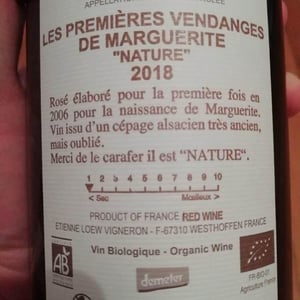 LES PREMIÈRES VENDANGES
DE MARGUERITE
"NATURE"
2018
Rosé élaboré pour la première fois en
2006 pour la naissance de Marguerite.
Vin issu d'un cépage alsacien très ancien,
mais oublié.
Merci de le carafer il est "NATURE".
1 2 3 4 5 6 7 8 9 10
< Sec Moelleux >
PRODUCT OF FRANCE RED WINE
ETIENNE LOEW VIGNERON - F-67310 WESTHOFFEN FRANCE
Vin Biologique - Organic Wine
AB
demeter
FR-BIO-01
Agriculture France